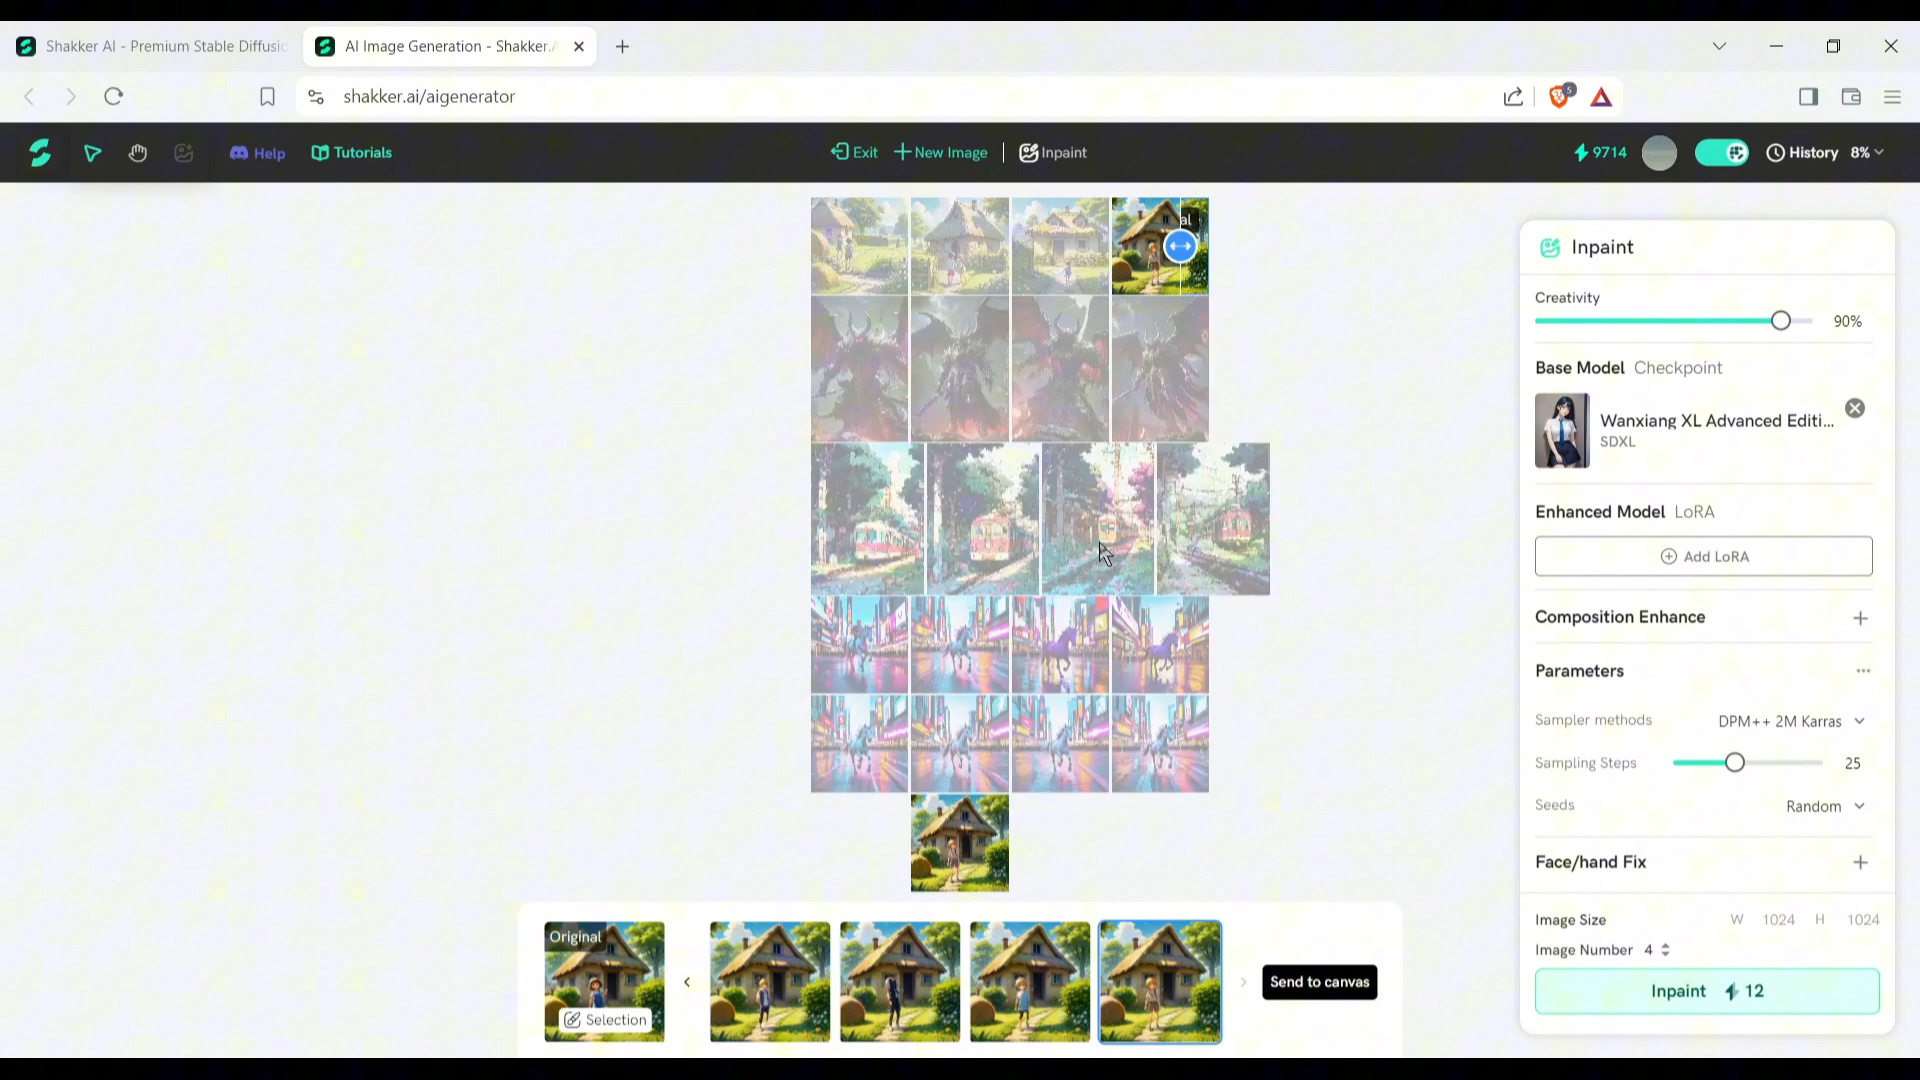 Shakker AI - Premium Stable Diffusic
AI Image Generation - Shakker.A
shakker.ai/aigenerator
5
Help
Tutorials
Exit
New Image
Inpaint
9714
History
8%
al
Inpaint
Creativity
90%
Base Model Checkpoint
Wanxiang XL Advanced Editi...
SDXL
Enhanced Model LoRA
Add LoRA
Composition Enhance
Parameters
Sampler methods
DPM++ 2M Karras
Sampling Steps
25
Seeds
Random
Face/hand Fix
Image Size
W 1024 H 1024
Image Number 4
Inpaint 12
Original
Selection
Send to canvas